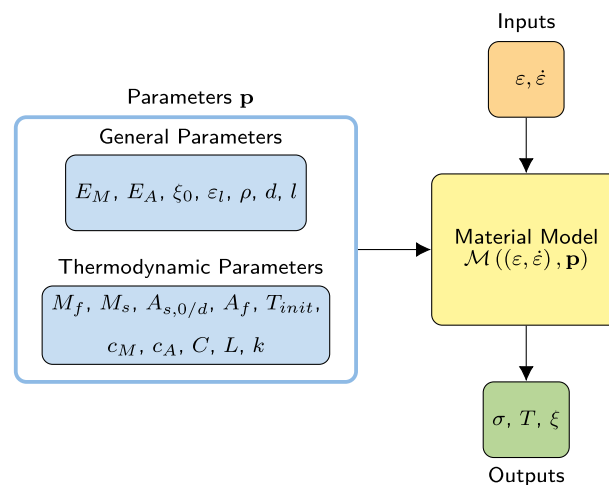 Inputs
ε, ε̇
Parameters p
General Parameters
E_M, E_A, ξ_0, ε_l, ρ, d, l
Thermodynamic Parameters
M_f, M_s, A_{s,0/d}, A_f, T_{init},
c_M, c_A, C, L, k
Material Model
ℳ((ε, ε̇), p)
σ, T, ξ
Outputs